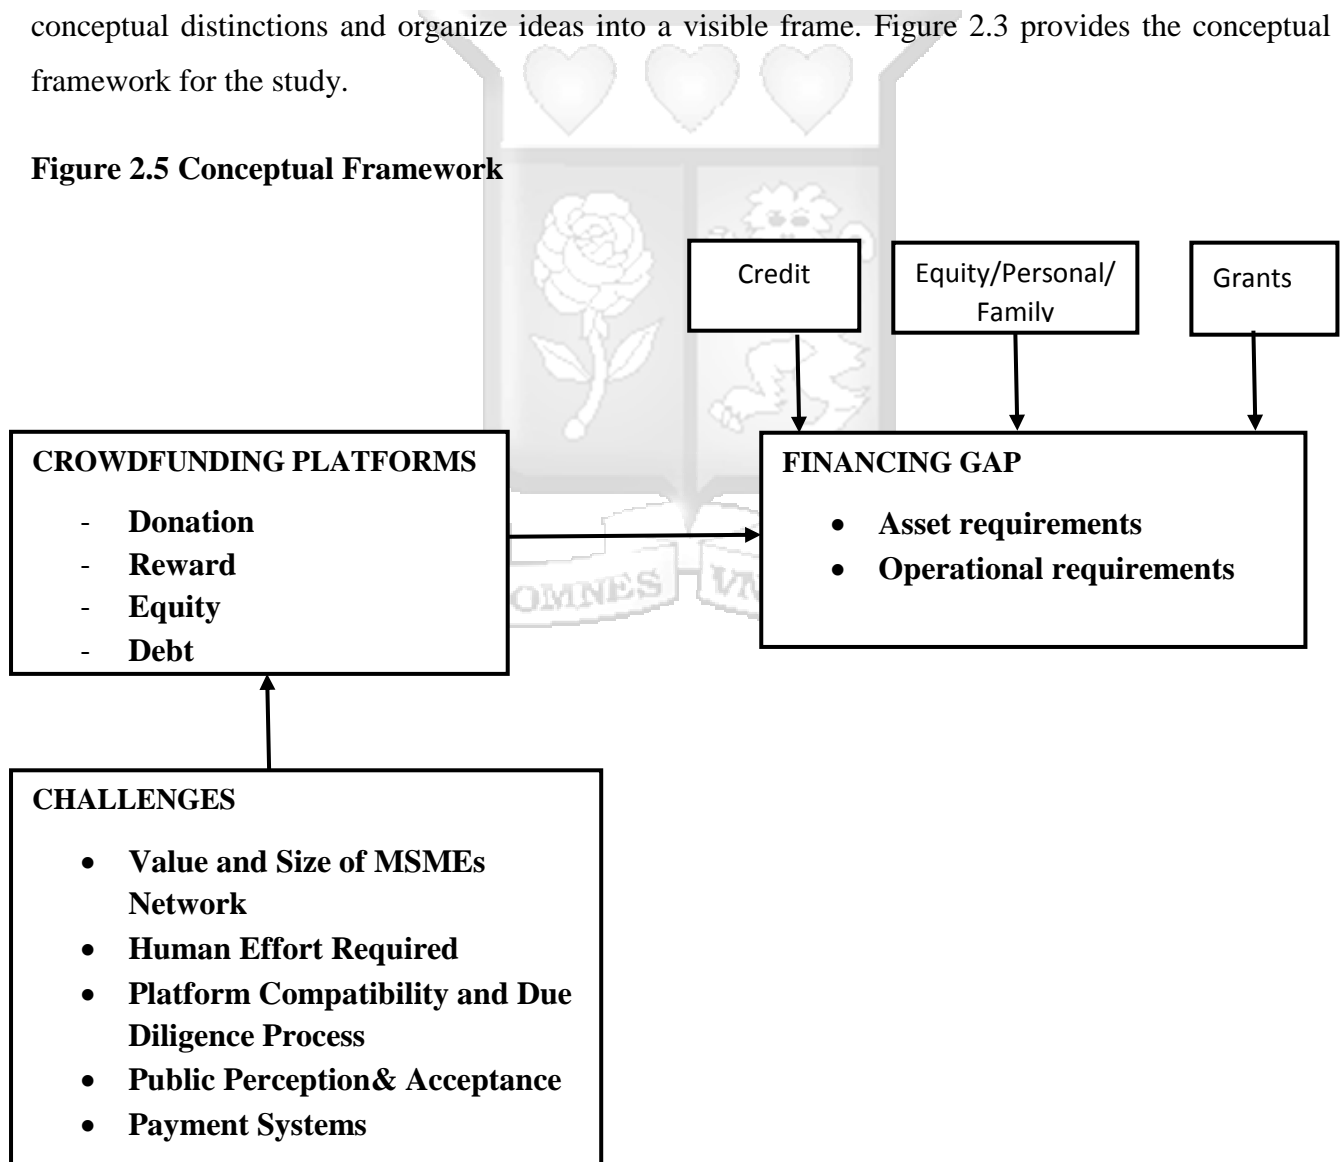 conceptual distinctions and organize ideas into a visible frame. Figure 2.3 provides the conceptual
framework for the study.
Figure 2.5 Conceptual Framework
Credit
Equity/Personal/
Family
Grants
CROWDFUNDING PLATFORMS
- Donation
- Reward
- Equity
- Debt
FINANCING GAP
• Asset requirements
• Operational requirements
OMNES
CHALLENGES
• Value and Size of MSMEs
Network
• Human Effort Required
• Platform Compatibility and Due
Diligence Process
• Public Perception& Acceptance
• Payment Systems